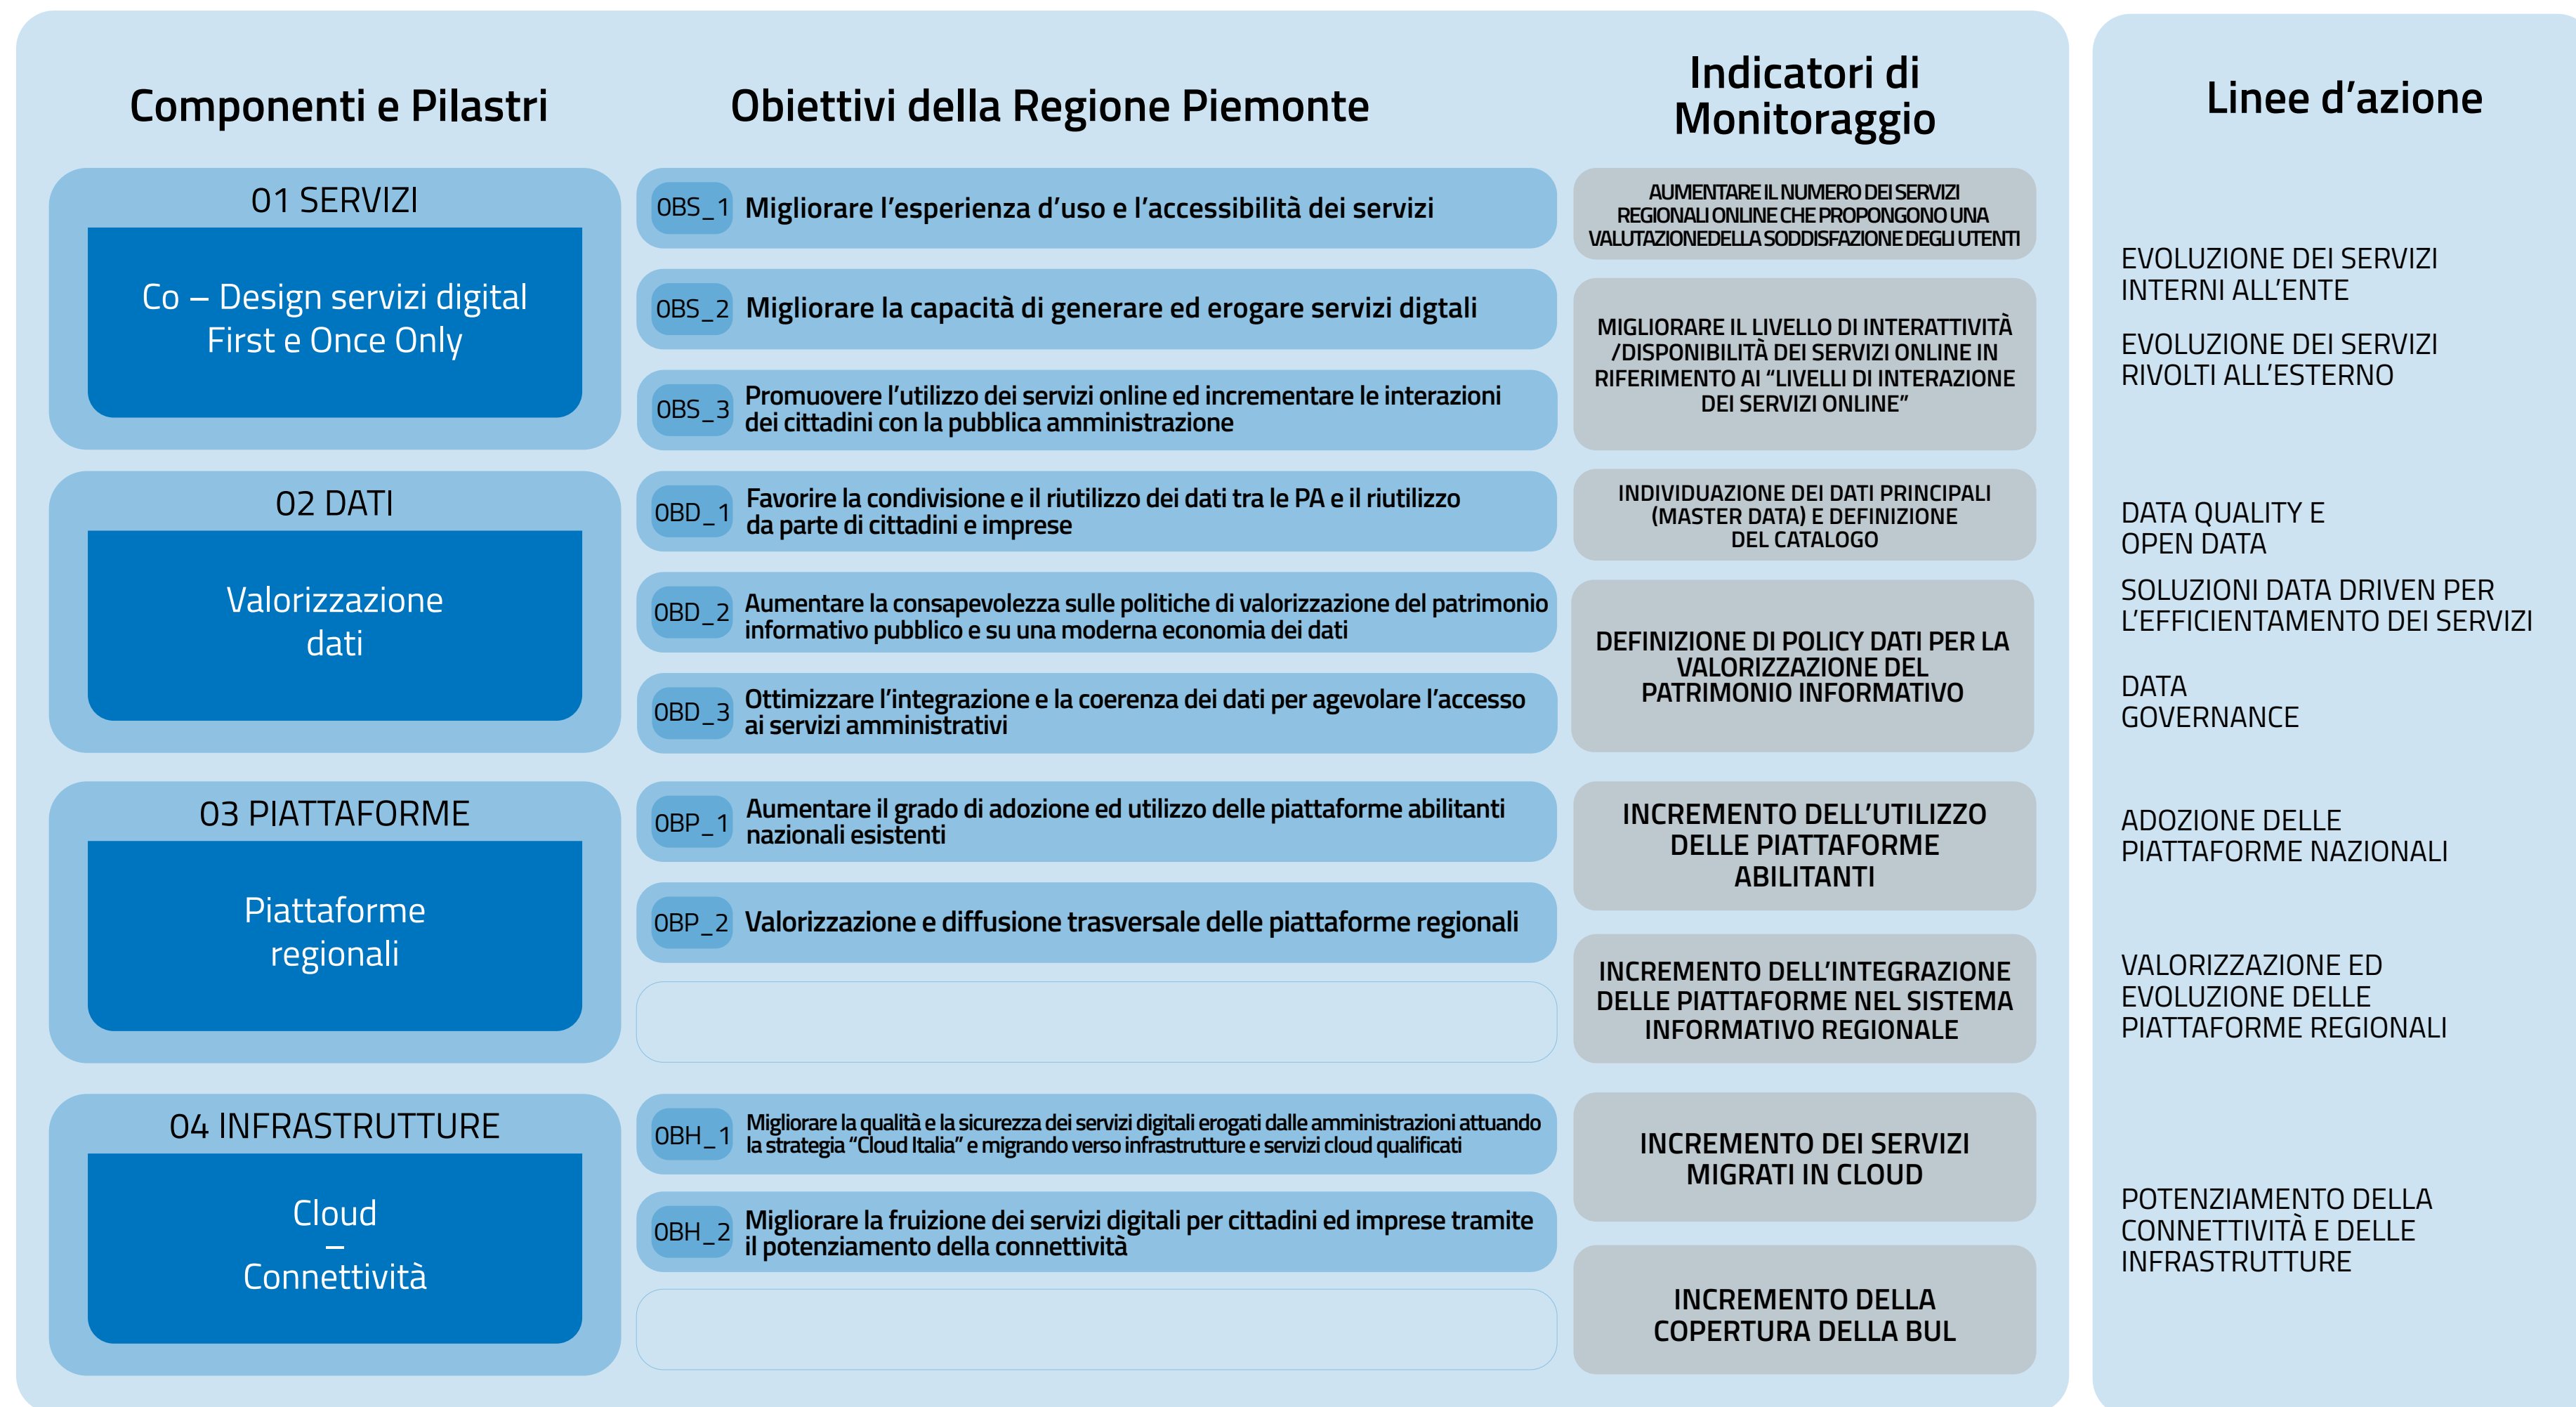 Componenti e Pilastri
Obiettivi della Regione Piemonte
Indicatori di
Monitoraggio
Linee d’azione
01 SERVIZI
Co – Design servizi digital
First e Once Only
OBS_1
Migliorare l’esperienza d’uso e l’accessibilità dei servizi
OBS_2
Migliorare la capacità di generare ed erogare servizi digtali
OBS_3
Promuovere l’utilizzo dei servizi online ed incrementare le interazioni
dei cittadini con la pubblica amministrazione
AUMENTARE IL NUMERO DEI SERVIZI
REGIONALI ONLINE CHE PROPONGONO UNA
VALUTAZIONEDELLA SODDISFAZIONE DEGLI UTENTI
MIGLIORARE IL LIVELLO DI INTERATTIVITÀ
/DISPONIBILITÀ DEI SERVIZI ONLINE IN
RIFERIMENTO AI “LIVELLI DI INTERAZIONE
DEI SERVIZI ONLINE”
EVOLUZIONE DEI SERVIZI
INTERNI ALL’ENTE
EVOLUZIONE DEI SERVIZI
RIVOLTI ALL’ESTERNO
02 DATI
Valorizzazione
dati
OBD_1
Favorire la condivisione e il riutilizzo dei dati tra le PA e il riutilizzo
da parte di cittadini e imprese
OBD_2
Aumentare la consapevolezza sulle politiche di valorizzazione del patrimonio
informativo pubblico e su una moderna economia dei dati
OBD_3
Ottimizzare l’integrazione e la coerenza dei dati per agevolare l’accesso
ai servizi amministrativi
INDIVIDUAZIONE DEI DATI PRINCIPALI
(MASTER DATA) E DEFINIZIONE
DEL CATALOGO
DEFINIZIONE DI POLICY DATI PER LA
VALORIZZAZIONE DEL
PATRIMONIO INFORMATIVO
DATA QUALITY E
OPEN DATA
SOLUZIONI DATA DRIVEN PER
L’EFFICIENTAMENTO DEI SERVIZI
DATA
GOVERNANCE
03 PIATTAFORME
Piattaforme
regionali
OBP_1
Aumentare il grado di adozione ed utilizzo delle piattaforme abilitanti
nazionali esistenti
OBP_2
Valorizzazione e diffusione trasversale delle piattaforme regionali
INCREMENTO DELL’UTILIZZO
DELLE PIATTAFORME
ABILITANTI
INCREMENTO DELL’INTEGRAZIONE
DELLE PIATTAFORME NEL SISTEMA
INFORMATIVO REGIONALE
ADOZIONE DELLE
PIATTAFORME NAZIONALI
VALORIZZAZIONE ED
EVOLUZIONE DELLE
PIATTAFORME REGIONALI
04 INFRASTRUTTURE
Cloud
–
Connettività
OBH_1
Migliorare la qualità e la sicurezza dei servizi digitali erogati dalle amministrazioni attuando
la strategia “Cloud Italia” e migrando verso infrastrutture e servizi cloud qualificati
OBH_2
Migliorare la fruizione dei servizi digitali per cittadini ed imprese tramite
il potenziamento della connettività
INCREMENTO DEI SERVIZI
MIGRATI IN CLOUD
INCREMENTO DELLA
COPERTURA DELLA BUL
POTENZIAMENTO DELLA
CONNETTIVITÀ E DELLE
INFRASTRUTTURE